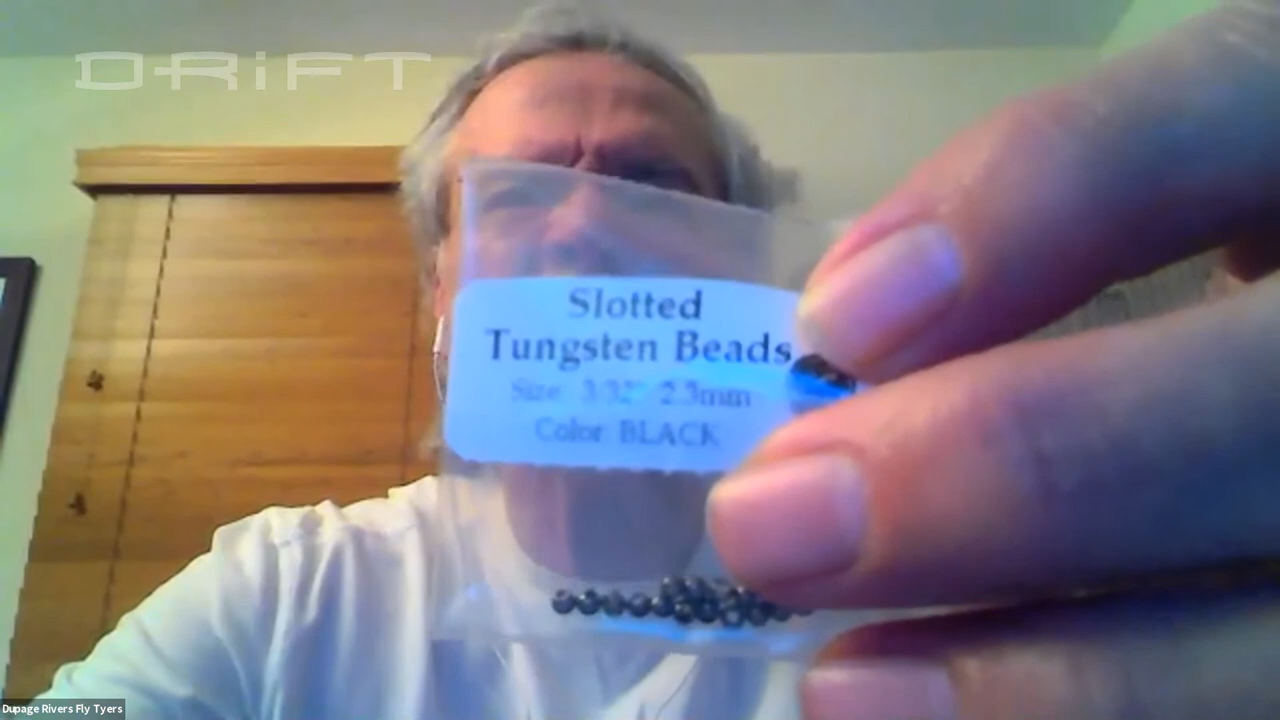 DRiFT
Slotted
Tungsten Beads
Size 3/32" 2.3mm
Color BLACK
Dupage Rivers Fly Tyers